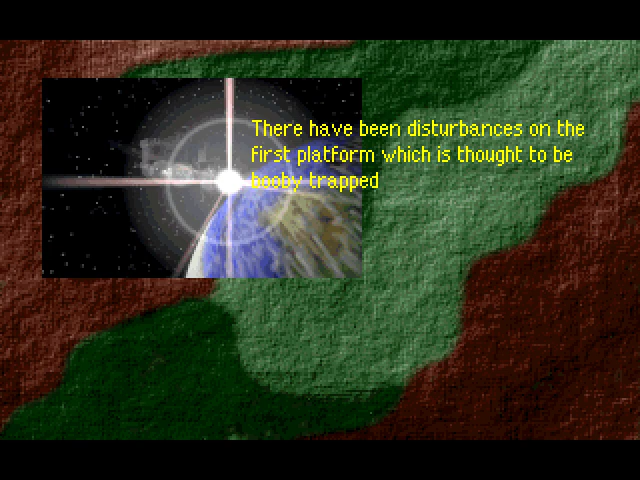 There have been disturbances on the
first platform which is thought to be
booby trapped